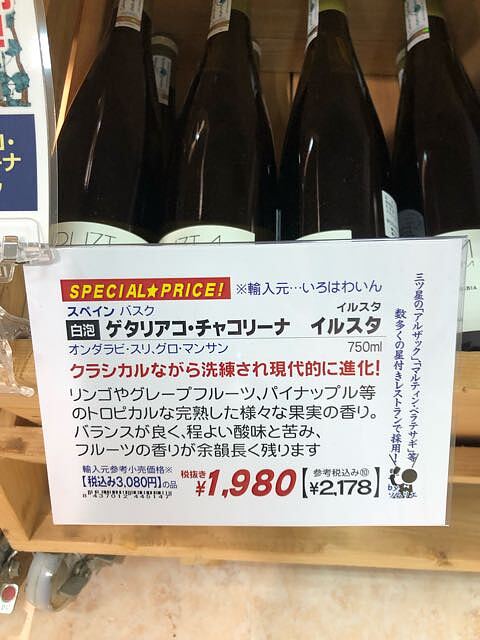 SPECIAL★PRICE! ※輸入元…いろはわいん
スペイン バスク
イルスタ
白泡 ゲタリアコ・チャコリーナ イルスタ
オンダラビ・スリ、グロ・マンサン 750ml
クラシカルながら洗練され現代的に進化!
リンゴやグレープフルーツ、パイナップル等
のトロピカルな完熟した様々な果実の香り。
バランスが良く、程よい酸味と苦み、
フルーツの香りが余韻長く残ります
輸入元参考小売価格※
【税込み3,080円】の品
税抜き ¥1,980 【参考税込み⑩ ¥2,178】
8 437012 445147
三ツ星の「アルザック」「マルティン・ベラサテギ」等
数多くの星付きレストランで採用!